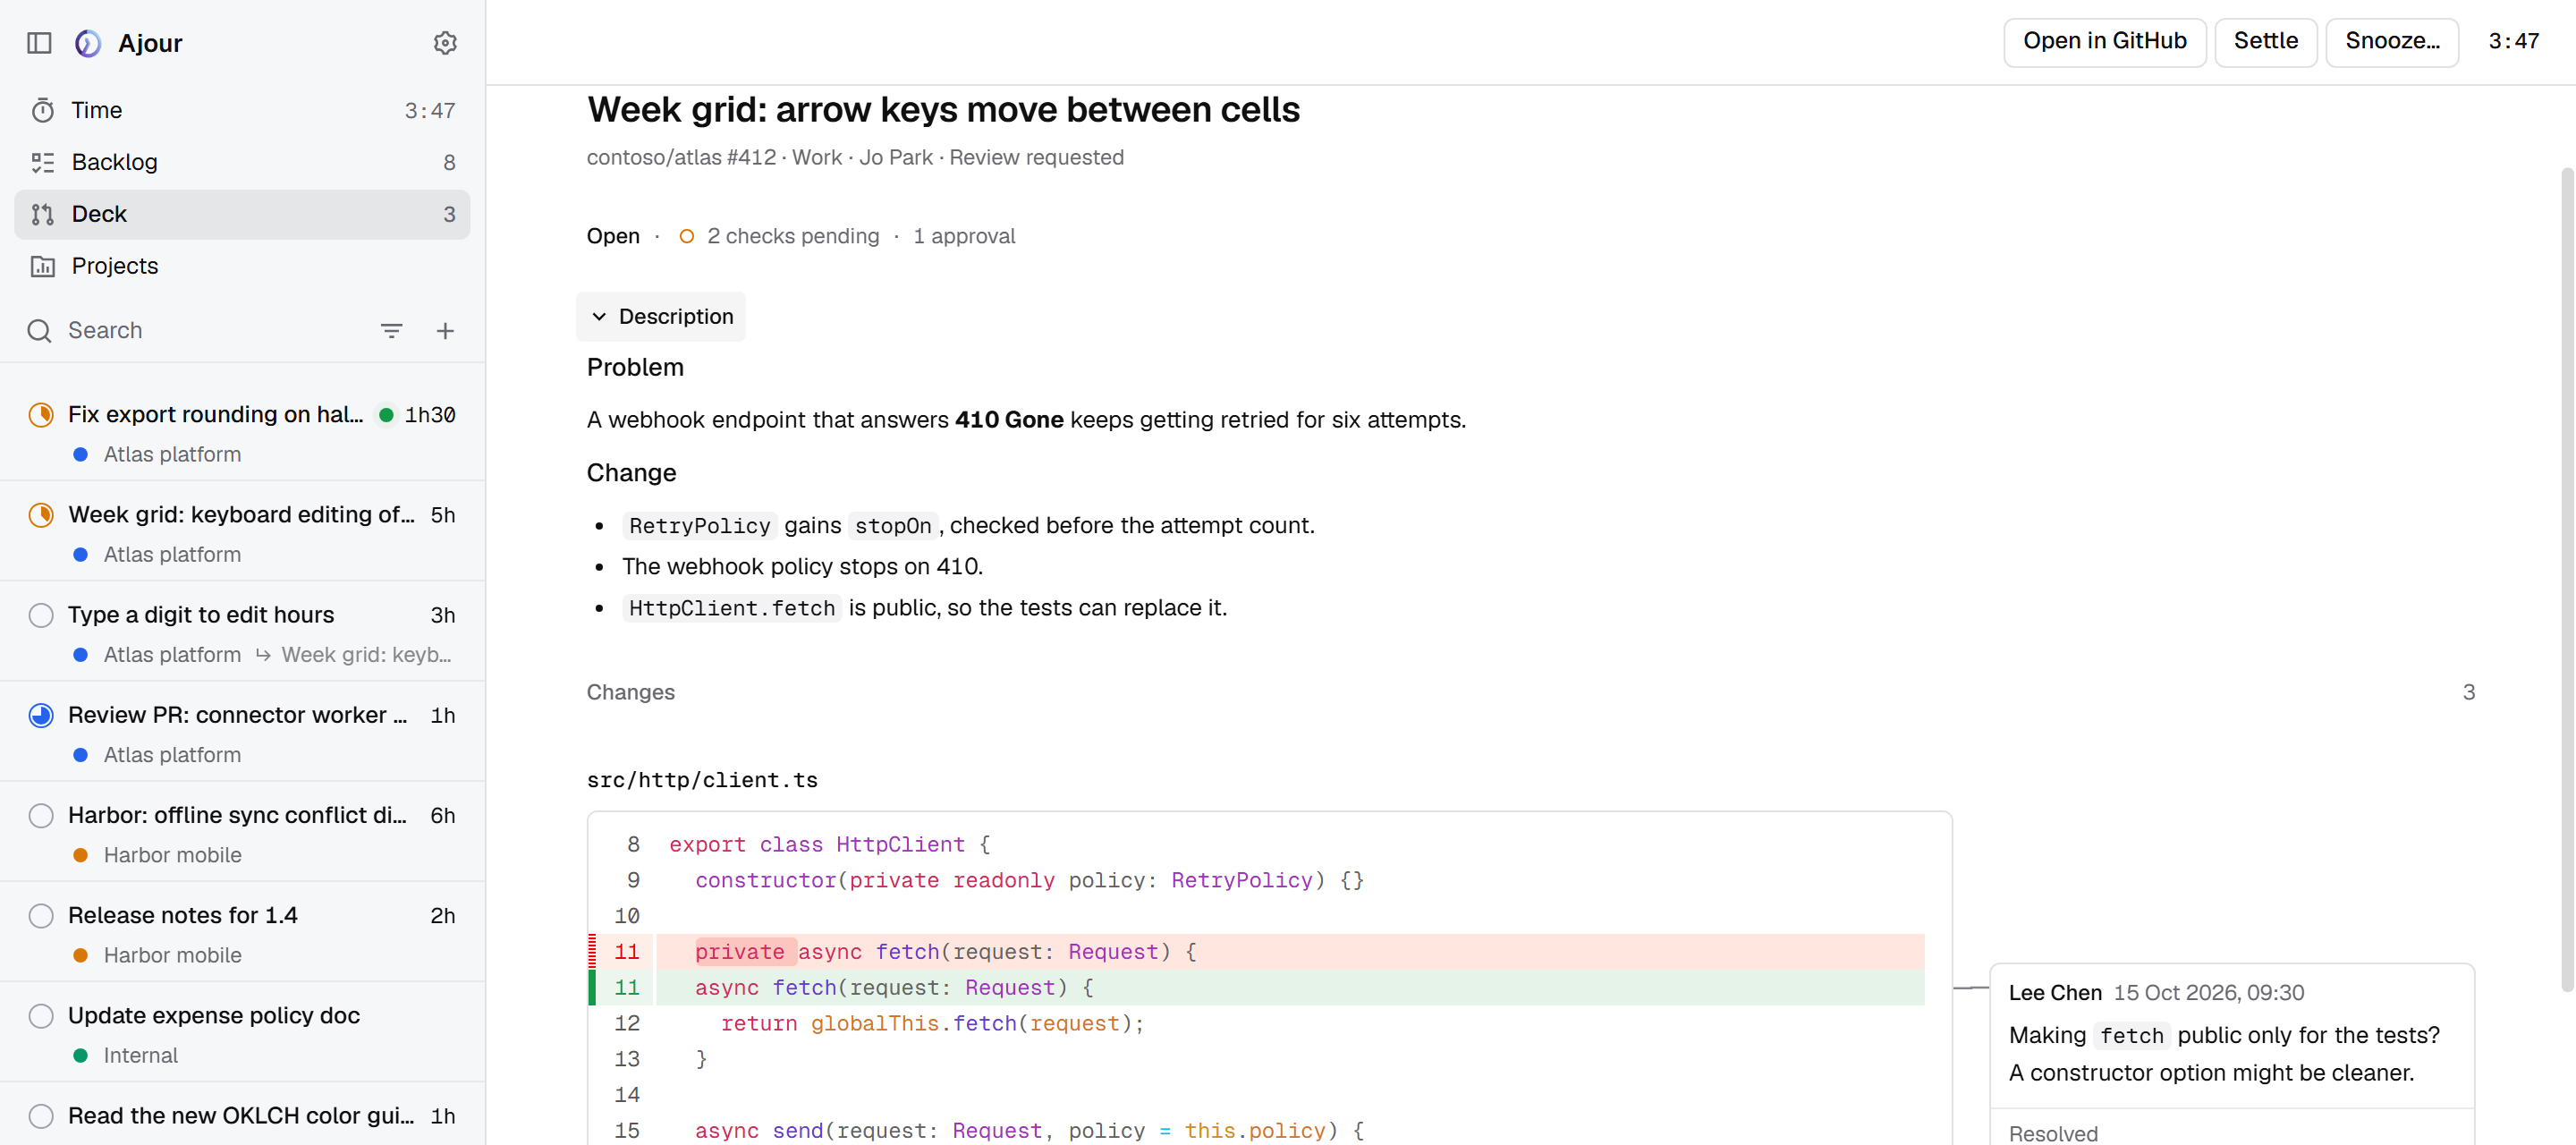 Ajour
Time 3:47
Backlog 8
Deck 3
Projects
Search
Fix export rounding on hal... 1h30
Atlas platform
Week grid: keyboard editing of... 5h
Atlas platform
Type a digit to edit hours 3h
Atlas platform ↳ Week grid: keyb...
Review PR: connector worker ... 1h
Atlas platform
Harbor: offline sync conflict di... 6h
Harbor mobile
Release notes for 1.4 2h
Harbor mobile
Update expense policy doc
Internal
Read the new OKLCH color gui... 1h
Open in GitHub Settle Snooze... 3:47
Week grid: arrow keys move between cells
contoso/atlas #412 · Work · Jo Park · Review requested
Open · 2 checks pending · 1 approval
Description
Problem
A webhook endpoint that answers 410 Gone keeps getting retried for six attempts.
Change
• RetryPolicy gains stopOn, checked before the attempt count.
• The webhook policy stops on 410.
• HttpClient.fetch is public, so the tests can replace it.
Changes 3
src/http/client.ts
8 export class HttpClient {
9 constructor(private readonly policy: RetryPolicy) {}
10
11 private async fetch(request: Request) {
11 async fetch(request: Request) {
12 return globalThis.fetch(request);
13 }
14
15 async send(request: Request, policy = this.policy) {
Lee Chen 15 Oct 2026, 09:30
Making fetch public only for the tests?
A constructor option might be cleaner.
Resolved